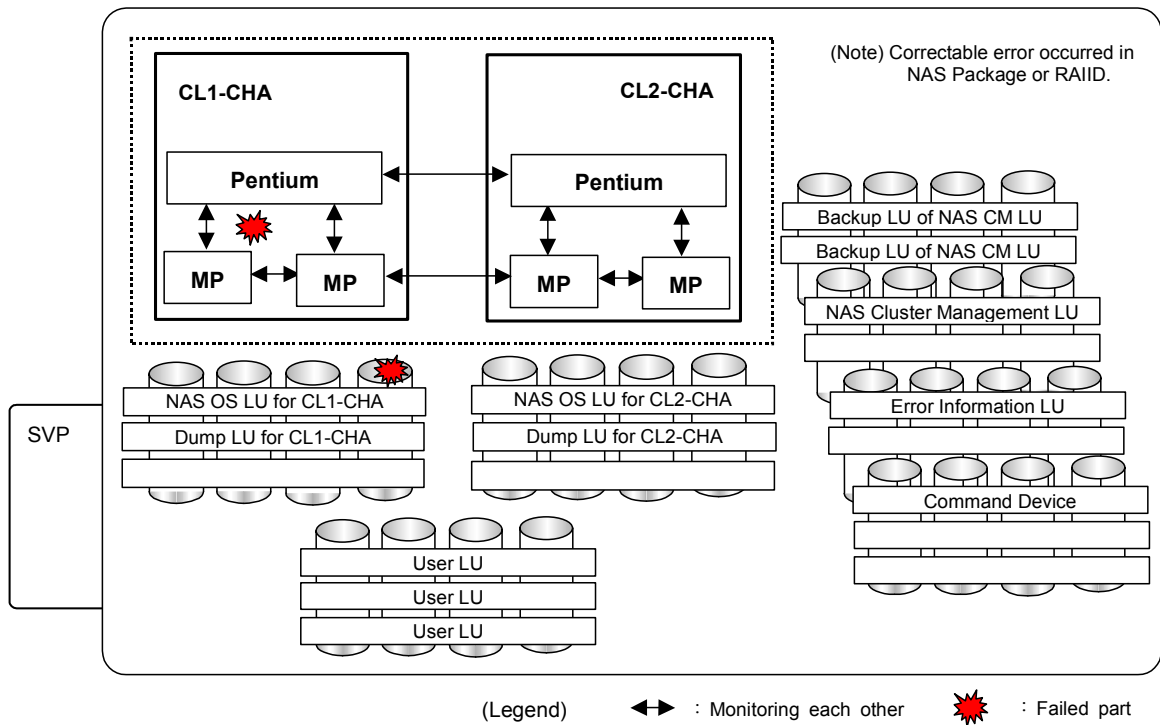 (Note) Correctable error occurred in
NAS Package or RAIID.
CL1-CHA
CL2-CHA
Pentium
Pentium
MP
MP
MP
MP
Backup LU of NAS CM LU
Backup LU of NAS CM LU
NAS Cluster Management LU
Error Information LU
Command Device
NAS OS LU for CL1-CHA
Dump LU for CL1-CHA
NAS OS LU for CL2-CHA
Dump LU for CL2-CHA
SVP
User LU
User LU
User LU
(Legend) : Monitoring each other : Failed part